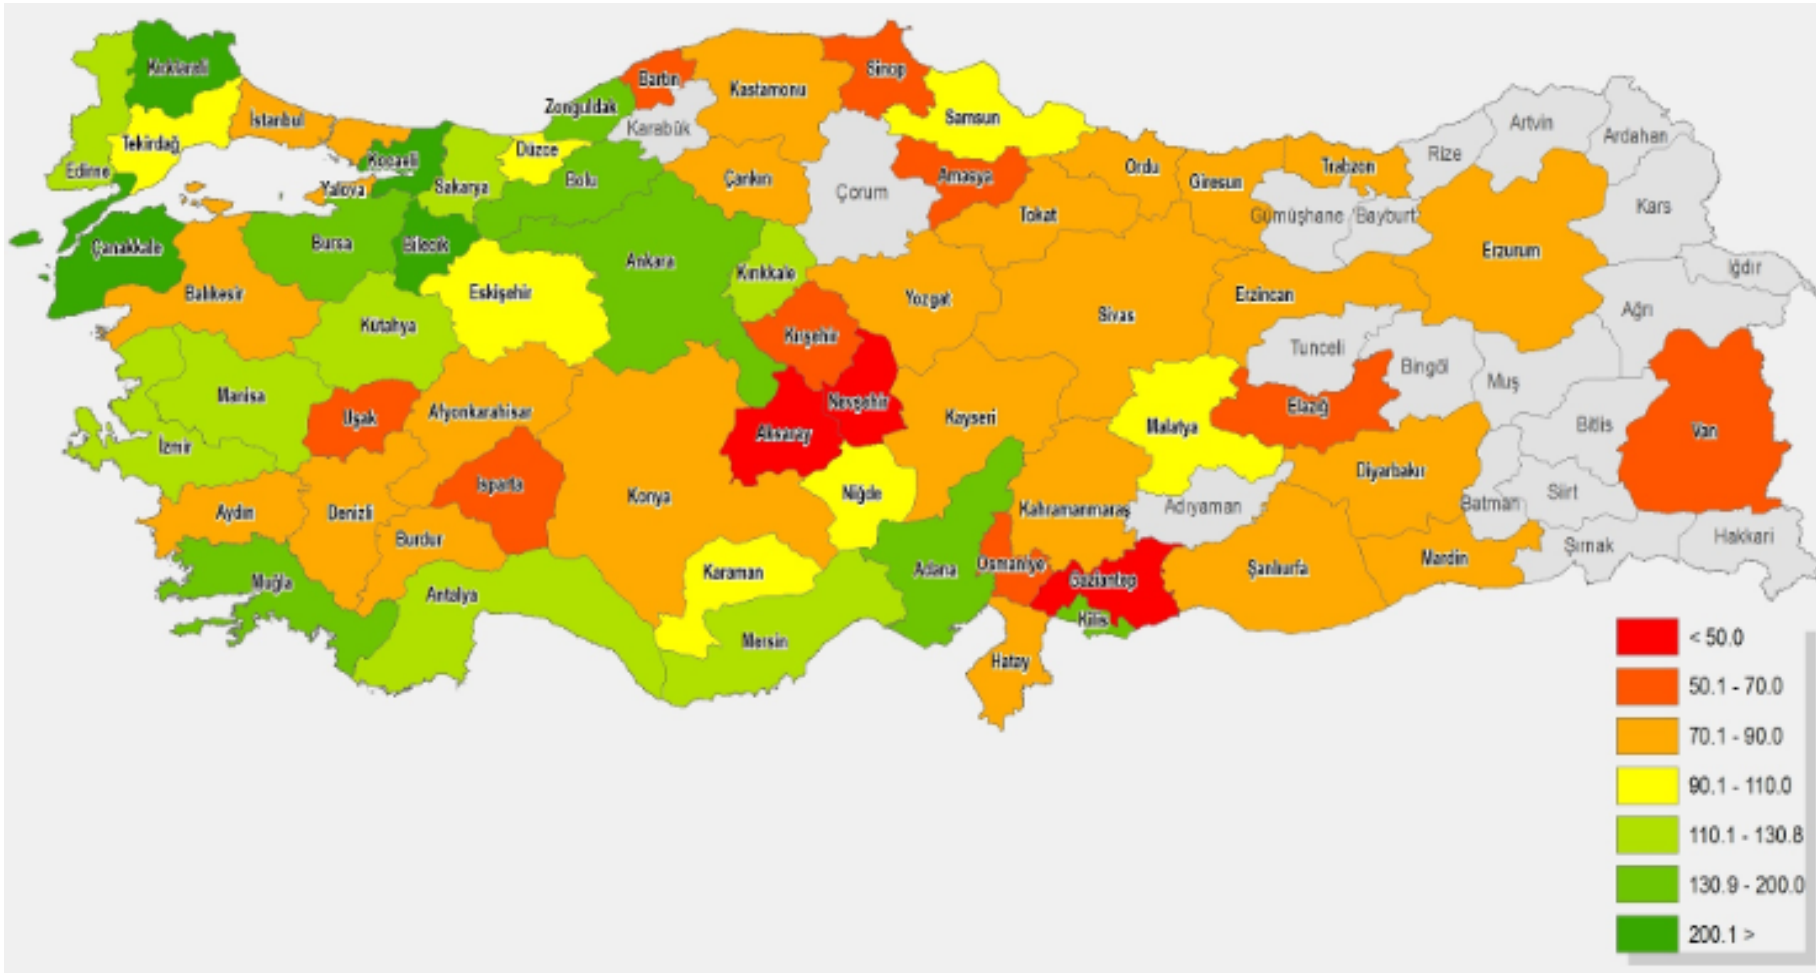 Kırklareli
Edirne
Tekirdağ
İstanbul
Kocaeli
Yalova
Sakarya
Düzce
Zonguldak
Bartın
Karabük
Kastamonu
Sinop
Samsun
Bolu
Çankırı
Çorum
Amasya
Ordu
Giresun
Trabzon
Rize
Artvin
Ardahan
Kars
Iğdır
Ağrı
Erzurum
Bayburt
Gümüşhane
Tokat
Çanakkale
Balıkesir
Bursa
Bilecik
Eskişehir
Ankara
Kırıkkale
Yozgat
Sivas
Erzincan
Tunceli
Bingöl
Muş
Bitlis
Van
Kütahya
Manisa
Uşak
Afyonkarahisar
Kırşehir
Nevşehir
Aksaray
Kayseri
Malatya
Elazığ
İzmir
Aydın
Denizli
Isparta
Burdur
Konya
Niğde
Kahramanmaraş
Adıyaman
Diyarbakır
Batman
Siirt
Şırnak
Hakkari
Muğla
Antalya
Karaman
Mersin
Adana
Osmaniye
Gaziantep
Kilis
Hatay
Şanlıurfa
Mardin
< 50.0
50.1 - 70.0
70.1 - 90.0
90.1 - 110.0
110.1 - 130.8
130.9 - 200.0
200.1 >